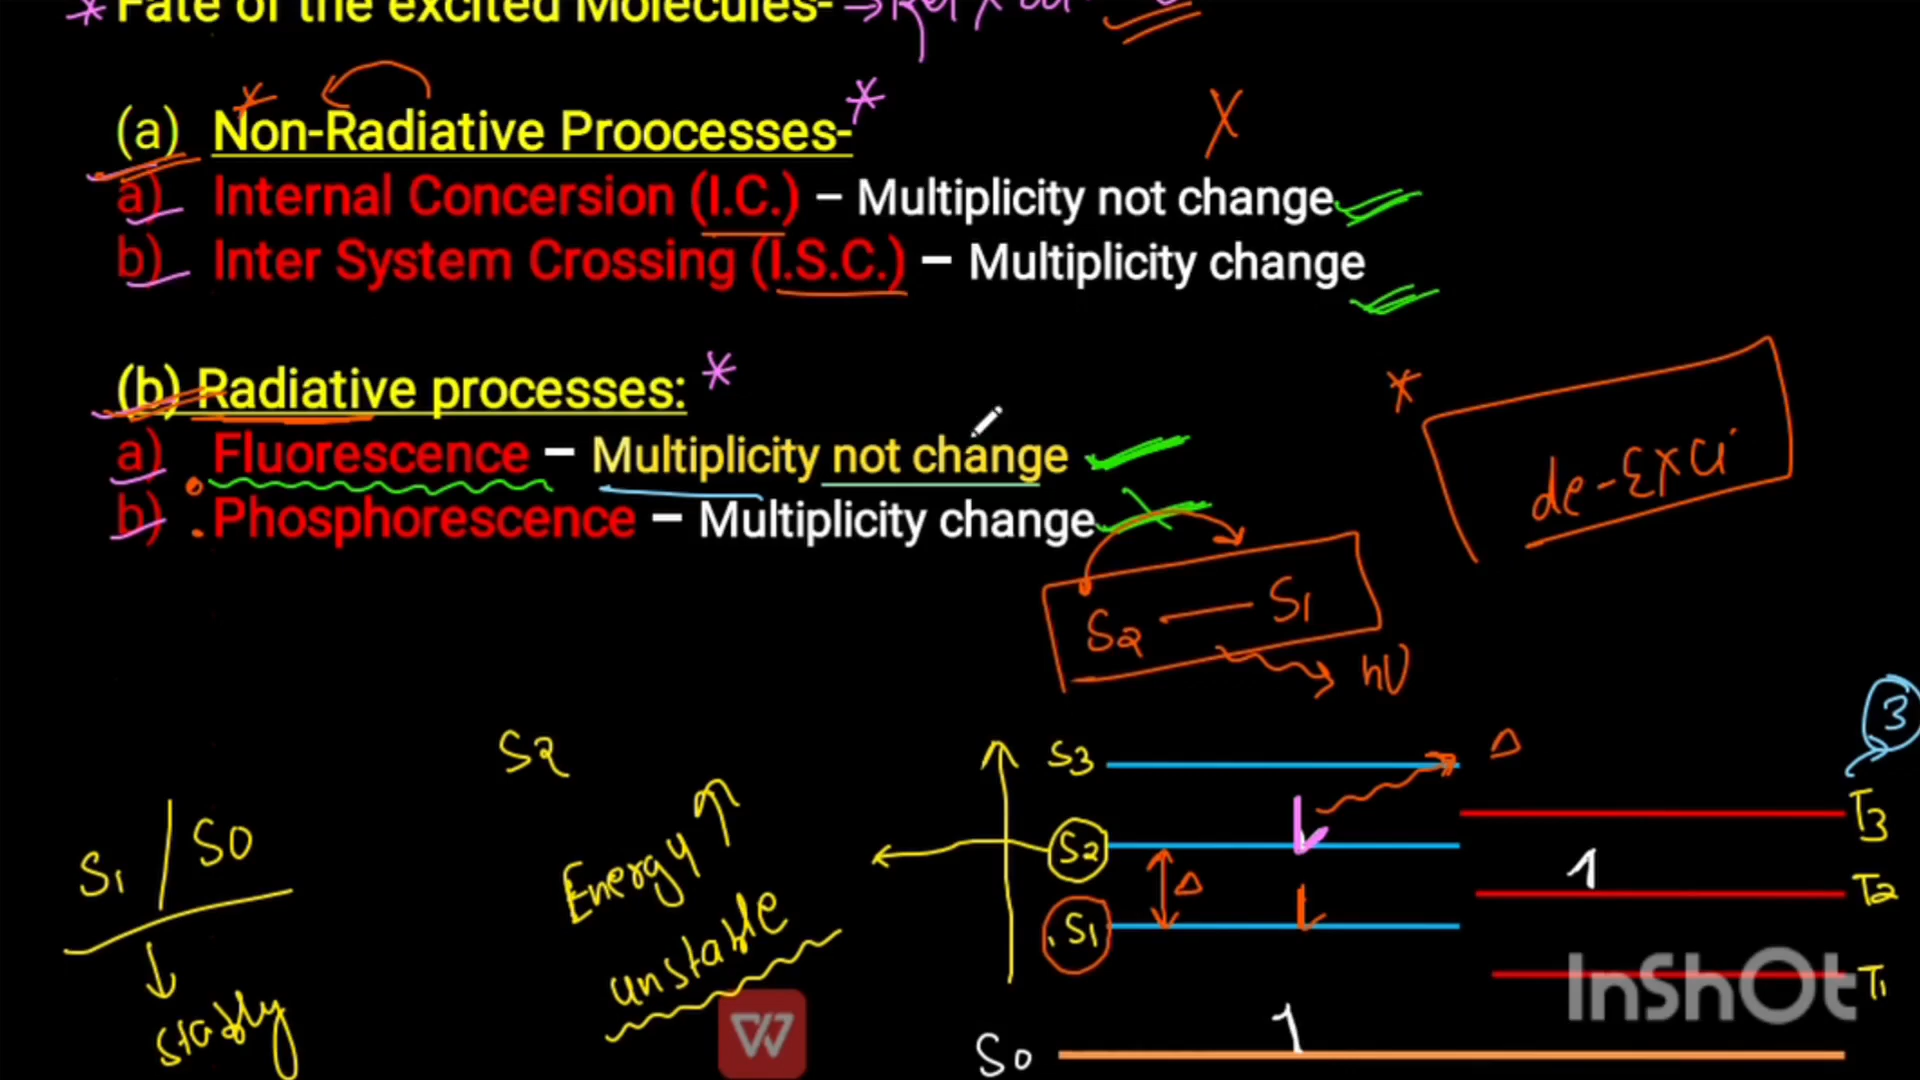 * Fate of the excited Molecules- →
(a) Non-Radiative Proocesses- * X
a) Internal Concersion (I.C.) – Multiplicity not change
b) Inter System Crossing (I.S.C.) – Multiplicity change
(b) Radiative processes: *
a) Fluorescence – Multiplicity not change
b) Phosphorescence – Multiplicity change
* de-Exci
S2 — S1
hν
3
S2
S3 Δ
T3
S1 / S0
Energy ↑
S2
Δ
T2
unstable
S1
T1
InShOt
W
S0